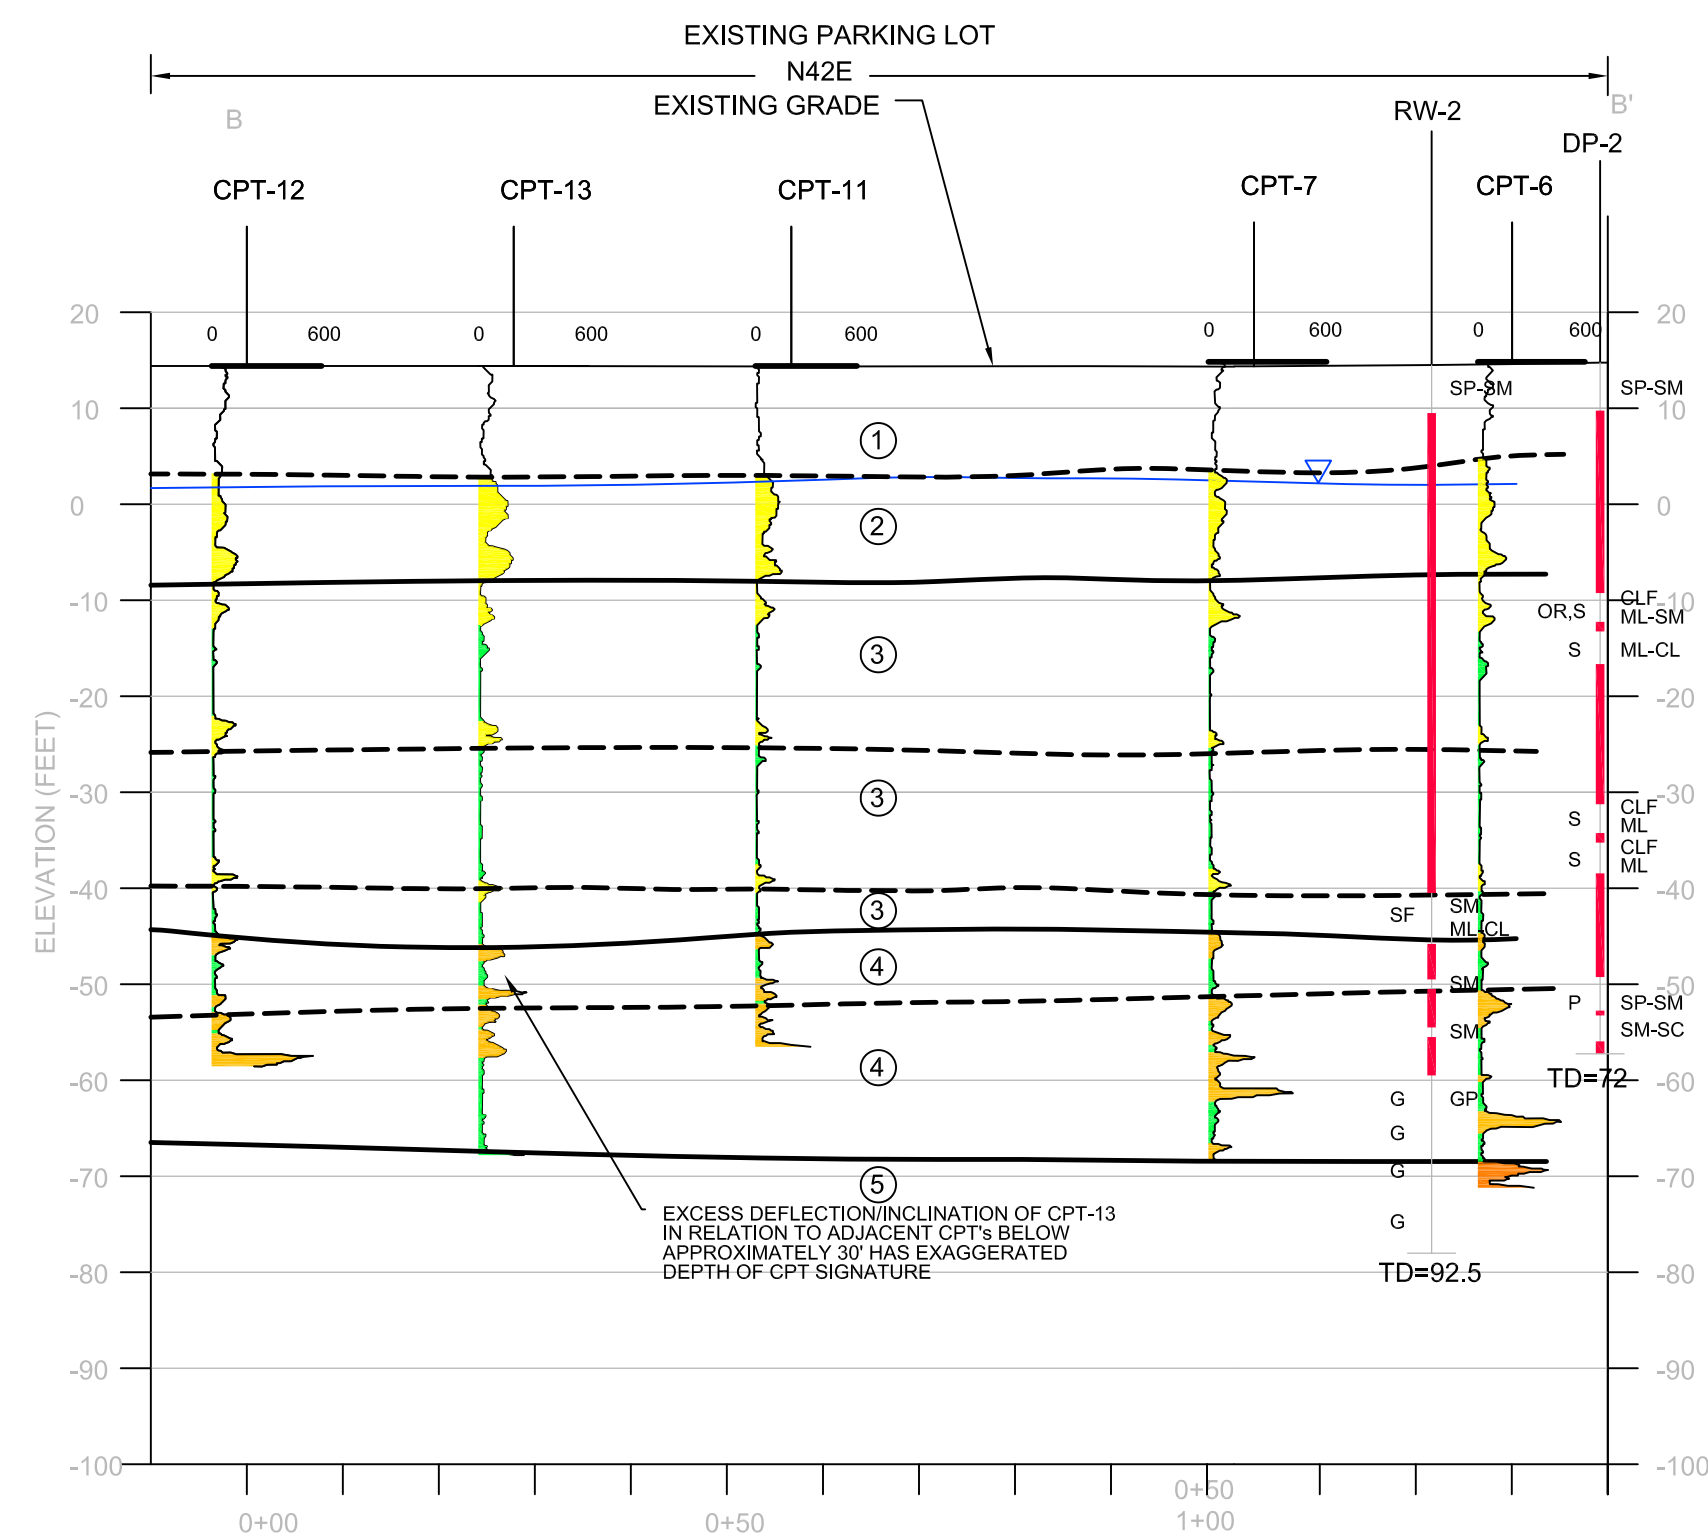 EXISTING PARKING LOT
N42E
EXISTING GRADE
B
B'
RW-2
DP-2
CPT-12
CPT-13
CPT-11
CPT-7
CPT-6
20
20
0 600
0 600
0 600
0 600
0 600
SP-SM
SP-SM
10
10
1
0
0
2
-10
-10
CLF
OR,S
ML-SM
3
S
ML-CL
-20
-20
ELEVATION (FEET)
-30
-30
3
CLF
S
ML
CLF
S
ML
-40
-40
3
SF
SM
ML-CL
4
-50
-50
SM
P
SP-SM
SM
SM-SC
4
-60
-60
TD=72
G
GP
G
G
-70
-70
5
EXCESS DEFLECTION/INCLINATION OF CPT-13
IN RELATION TO ADJACENT CPT's BELOW
APPROXIMATELY 30' HAS EXAGGERATED
DEPTH OF CPT SIGNATURE
G
-80
-80
TD=92.5
-90
-90
-100
-100
0+00
0+50
0+50
1+00